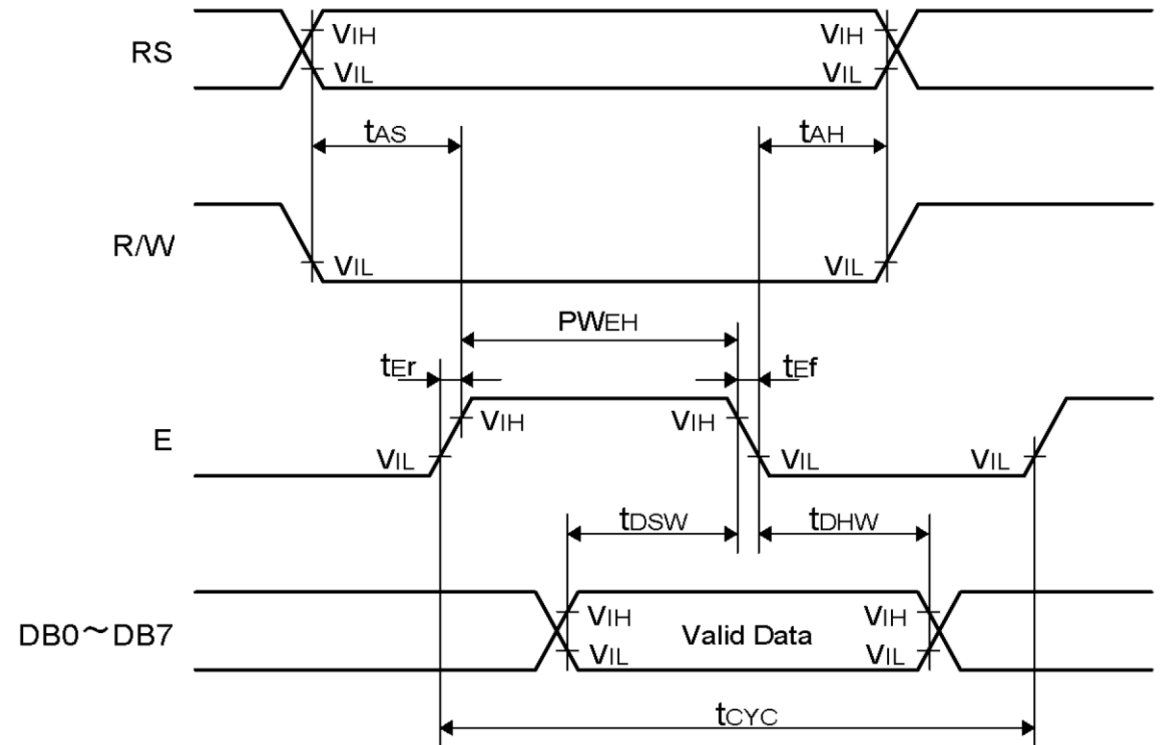 RS VIH VIH
VIL VIL
tAS tAH
R/W
VIL VIL
PWEH
tEr tEf
E VIH VIH
VIL VIL VIL
tDSW tDHW
VIH VIH
DB0～DB7 Valid Data
VIL VIL
tCYC